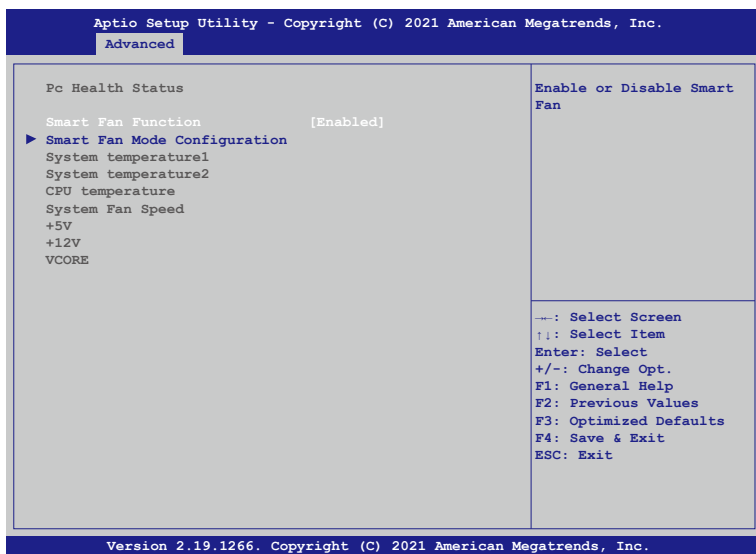 Aptio Setup Utility - Copyright (C) 2021 American Megatrends, Inc.
Advanced
Pc Health Status
Smart Fan Function [Enabled]
▶ Smart Fan Mode Configuration
System temperature1
System temperature2
CPU temperature
System Fan Speed
+5V
+12V
VCORE
Enable or Disable Smart
Fan
→←: Select Screen
↑↓: Select Item
Enter: Select
+/-: Change Opt.
F1: General Help
F2: Previous Values
F3: Optimized Defaults
F4: Save & Exit
ESC: Exit
Version 2.19.1266. Copyright (C) 2021 American Megatrends, Inc.